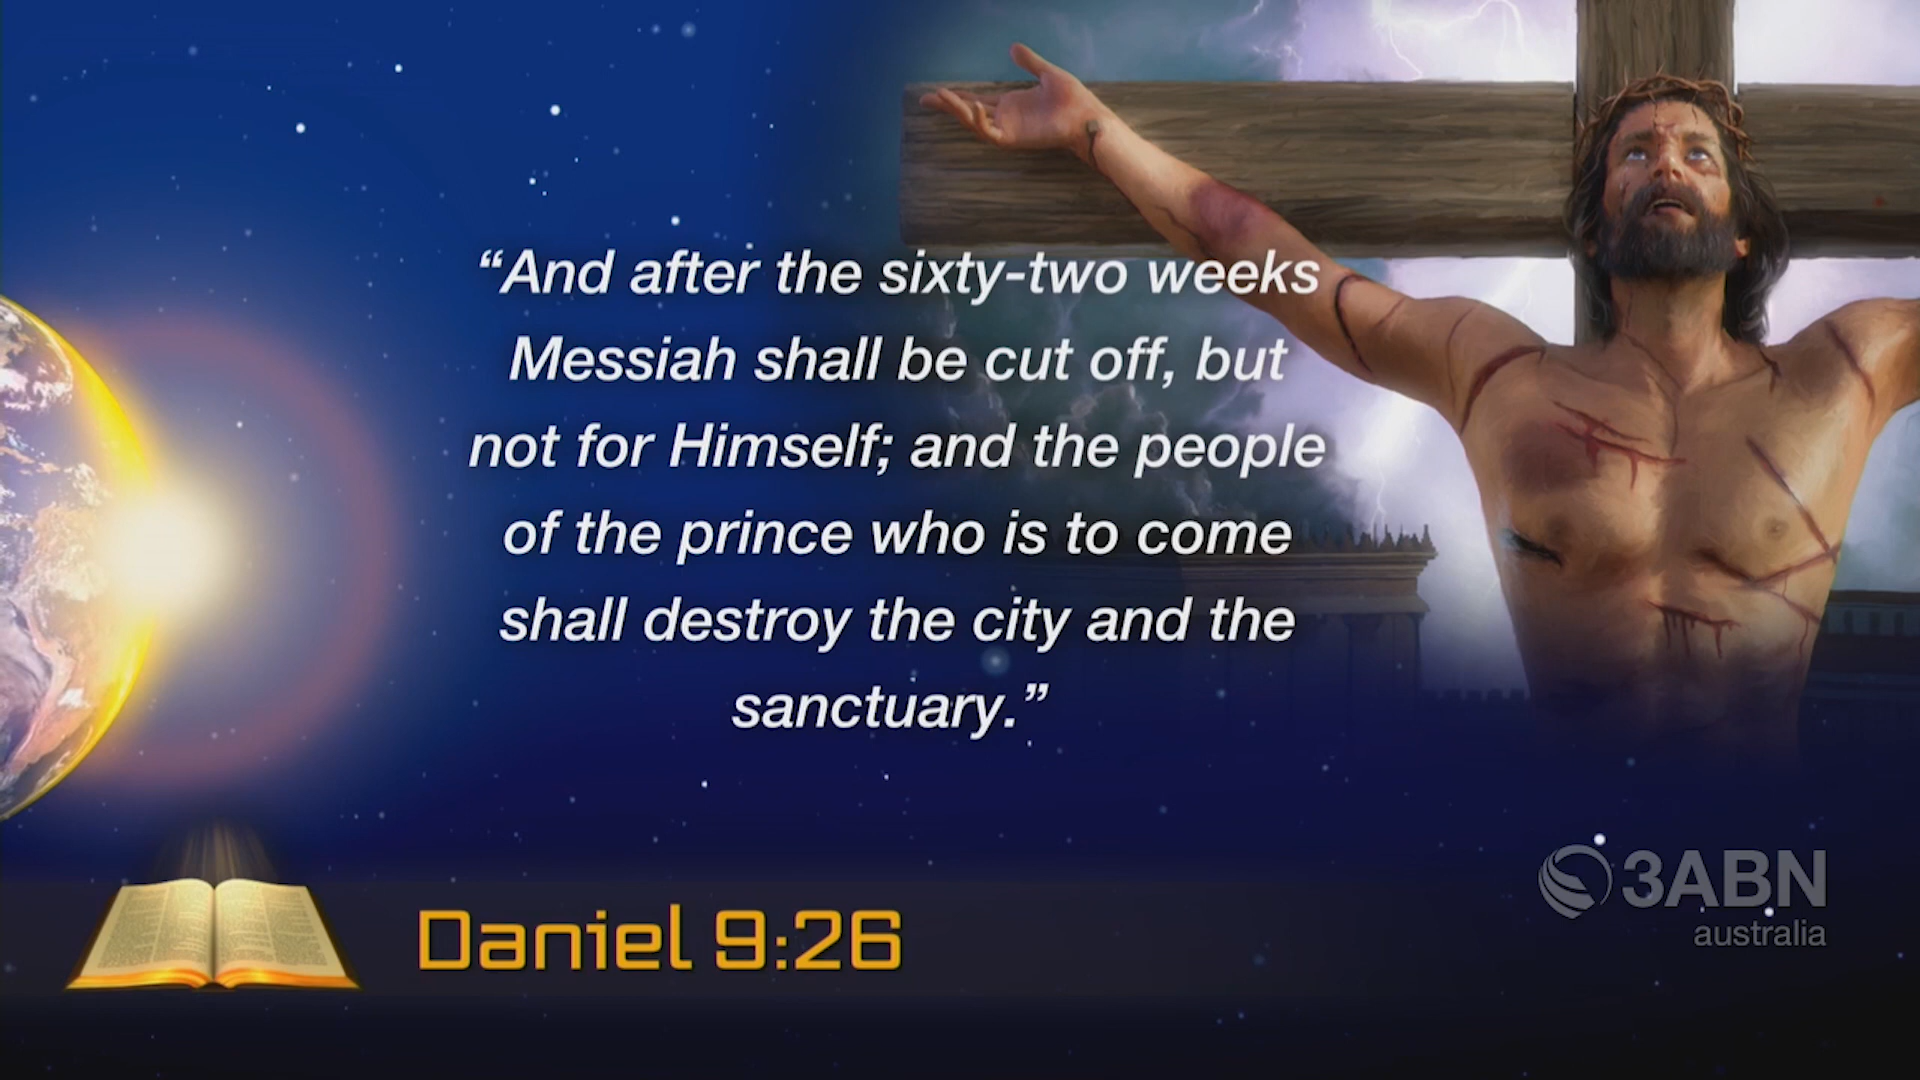 “And after the sixty-two weeks
Messiah shall be cut off, but
not for Himself; and the people
of the prince who is to come
shall destroy the city and the
sanctuary.”
Daniel 9:26
3ABN
australia